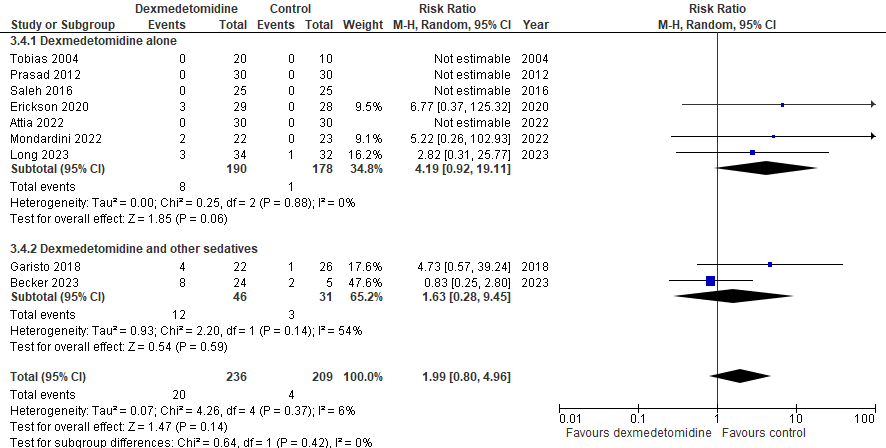 Dexmedetomidine Control Risk Ratio Risk Ratio
Study or Subgroup Events Total Events Total Weight M-H, Random, 95% CI Year M-H, Random, 95% CI
3.4.1 Dexmedetomidine alone
Tobias 2004 0 20 0 10 Not estimable 2004
Prasad 2012 0 30 0 30 Not estimable 2012
Saleh 2016 0 25 0 25 Not estimable 2016
Erickson 2020 3 29 0 28 9.5% 6.77 [0.37, 125.32] 2020
Attia 2022 0 30 0 30 Not estimable 2022
Mondardini 2022 2 22 0 23 9.1% 5.22 [0.26, 102.93] 2022
Long 2023 3 34 1 32 16.2% 2.82 [0.31, 25.77] 2023
Subtotal (95% CI) 190 178 34.8% 4.19 [0.92, 19.11]
Total events 8 1
Heterogeneity: Tau² = 0.00; Chi² = 0.25, df = 2 (P = 0.88); I² = 0%
Test for overall effect: Z = 1.85 (P = 0.06)
3.4.2 Dexmedetomidine and other sedatives
Garisto 2018 4 22 1 26 17.6% 4.73 [0.57, 39.24] 2018
Becker 2023 8 24 2 5 47.6% 0.83 [0.25, 2.80] 2023
Subtotal (95% CI) 46 31 65.2% 1.63 [0.28, 9.45]
Total events 12 3
Heterogeneity: Tau² = 0.93; Chi² = 2.20, df = 1 (P = 0.14); I² = 54%
Test for overall effect: Z = 0.54 (P = 0.59)
Total (95% CI) 236 209 100.0% 1.99 [0.80, 4.96]
Total events 20 4
Heterogeneity: Tau² = 0.07; Chi² = 4.26, df = 4 (P = 0.37); I² = 6%
Test for overall effect: Z = 1.47 (P = 0.14)
Test for subgroup differences: Chi² = 0.64, df = 1 (P = 0.42), I² = 0%
0.01 0.1 1 10 100
Favours dexmedetomidine Favours control